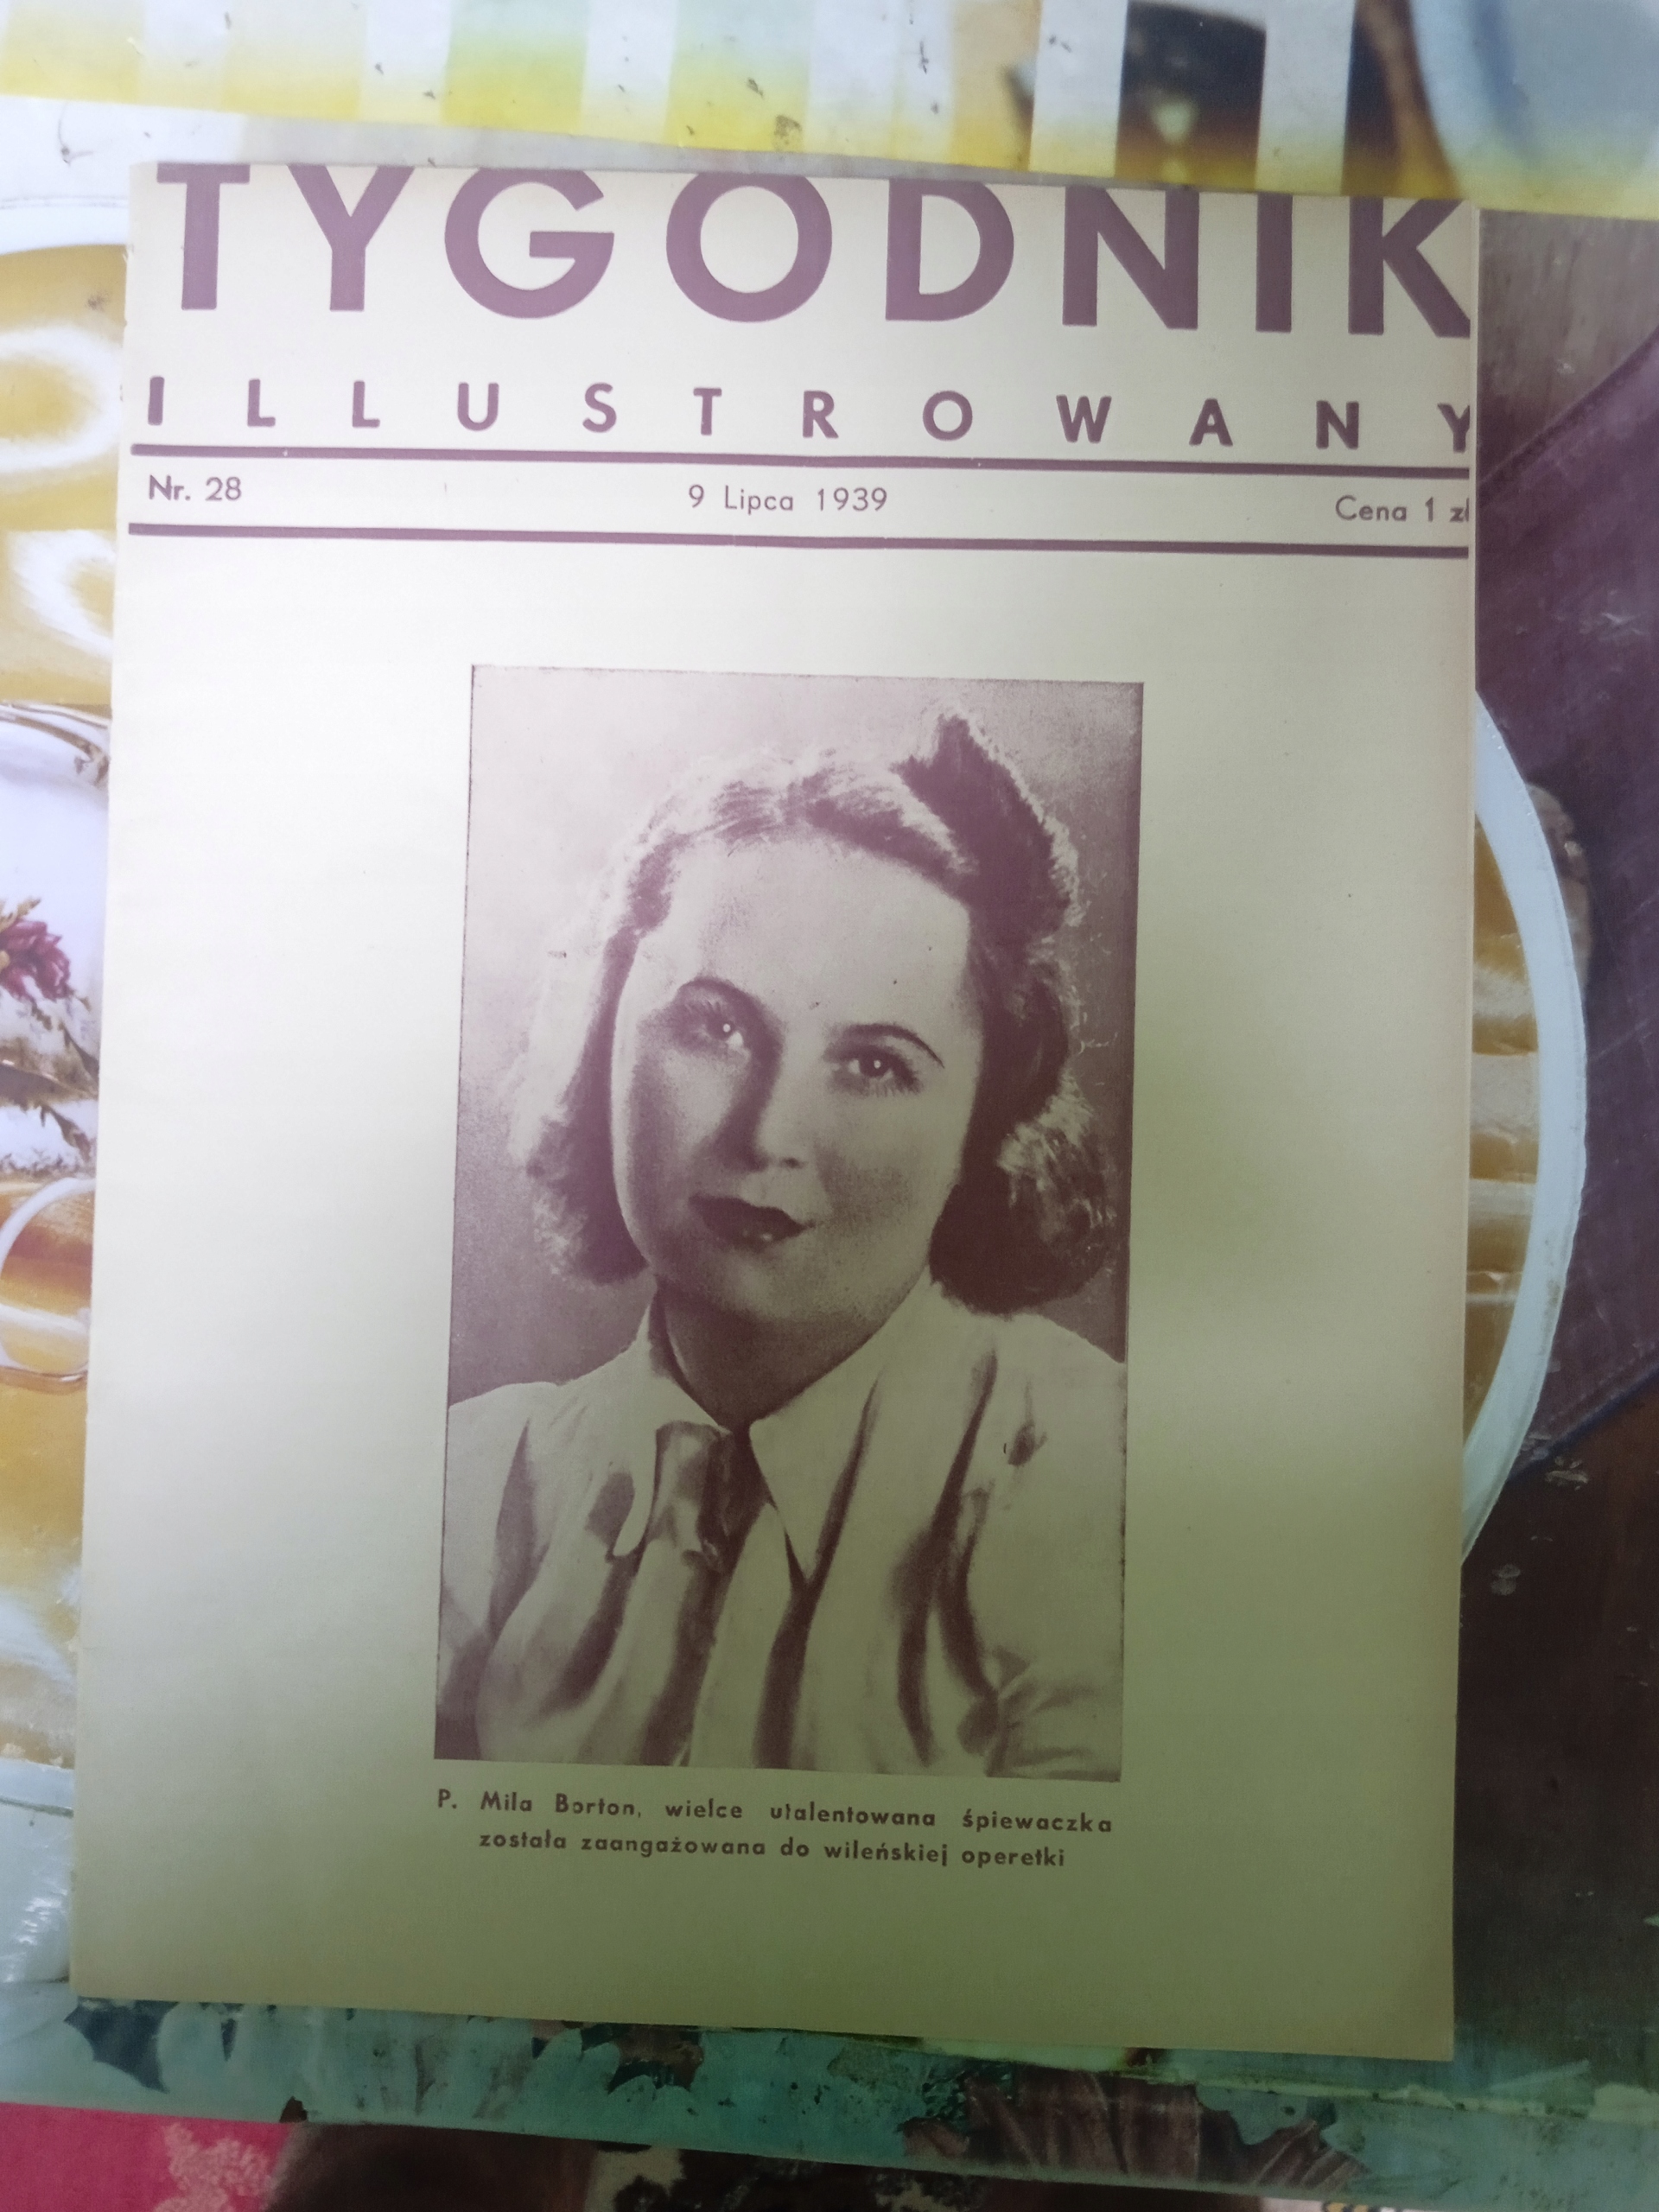 TYGODNIK
ILLUSTROWANY
Nr. 28 9 Lipca 1939 Cena 1 zł
P. Mila Borton, wielce utalentowana śpiewaczka
została zaangażowana do wileńskiej operetki